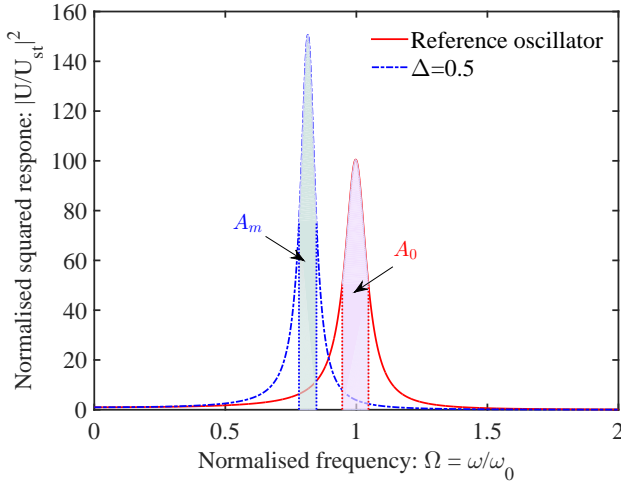 160
140
120
100
80
60
40
20
0
Normalised squared respone: |U/U_st|^2
Reference oscillator
Δ=0.5
A_m
A_0
0 0.5 1 1.5 2
Normalised frequency: Ω = ω/ω_0